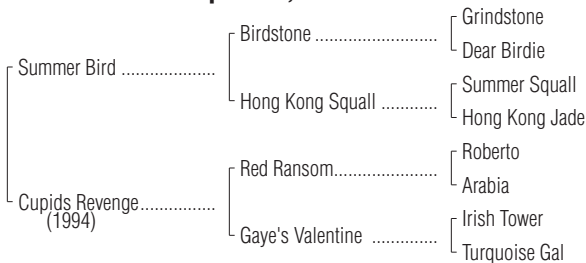 Grindstone
Birdstone ........................
Dear Birdie
Summer Bird ...................
Summer Squall
Hong Kong Squall ...........
Hong Kong Jade
Roberto
Red Ransom.....................
Arabia
Cupids Revenge...............
(1994)
Irish Tower
Gaye's Valentine .............
Turquoise Gal